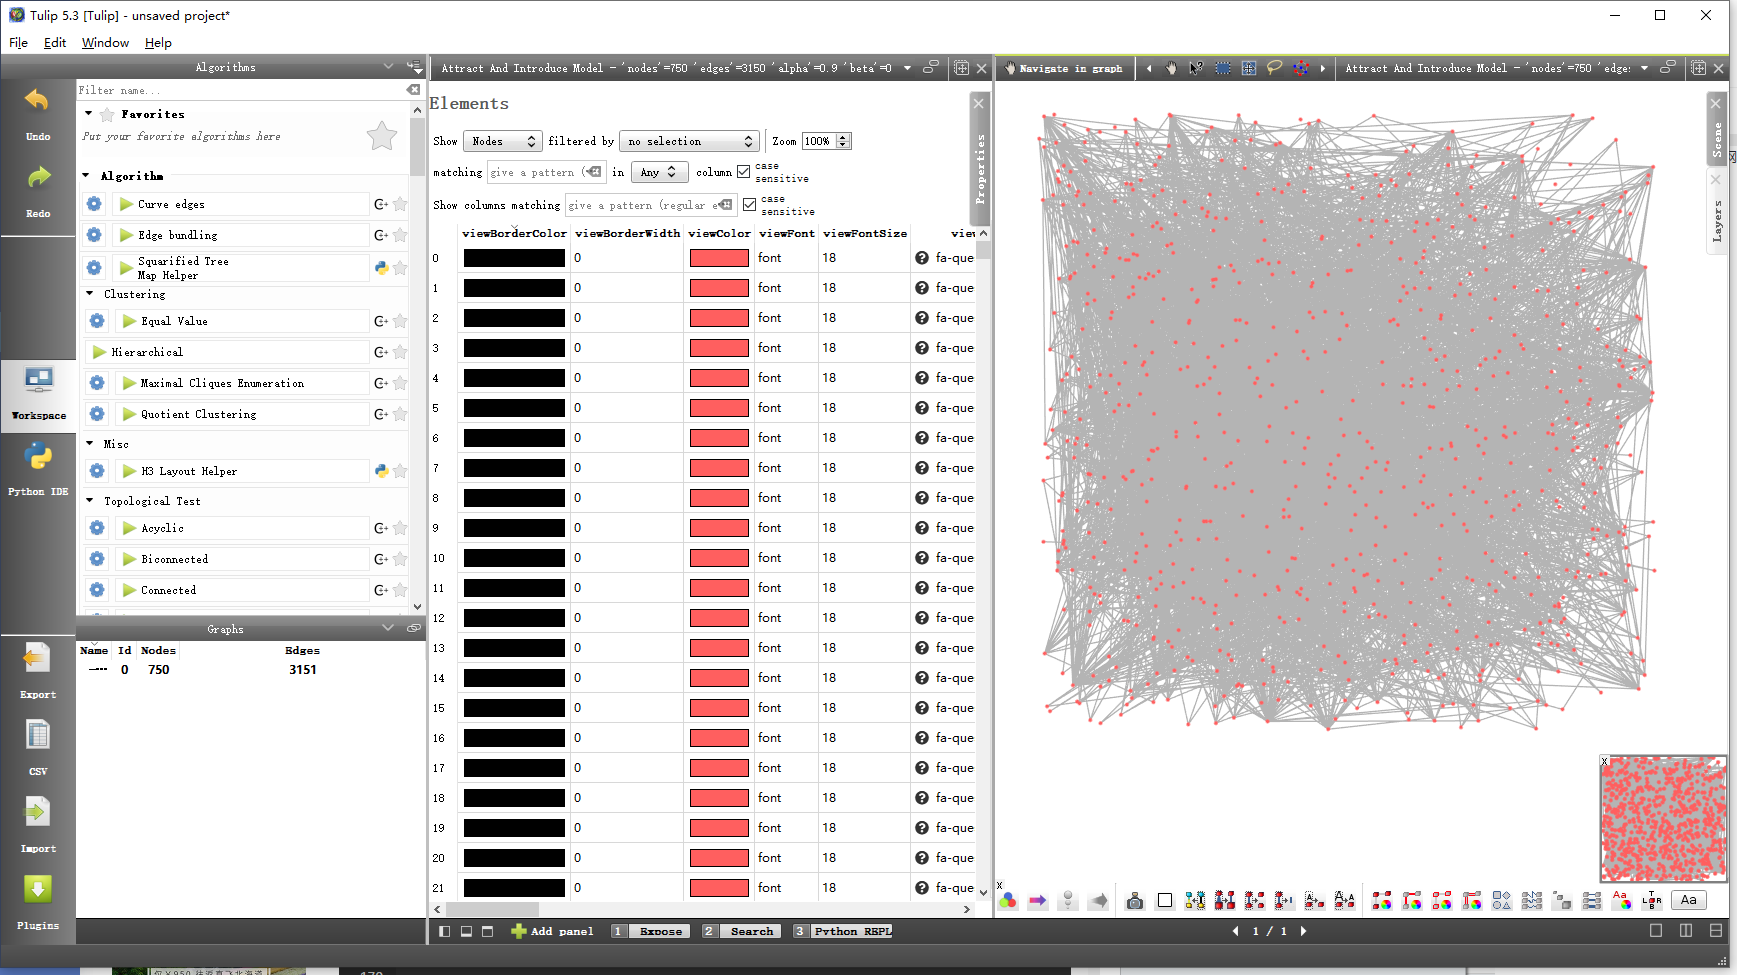 Tulip 5.3 [Tulip] - unsaved project*
File Edit Window Help
Algorithms
Undo
Redo
Workspace
Python IDE
Export
CSV
Import
Plugins
Filter name...
Favorites
Put your favorite algorithms here
Algorithm
Curve edges
Edge bundling
Squarified Tree
Map Helper
Clustering
Equal Value
Hierarchical
Maximal Cliques Enumeration
Quotient Clustering
Misc
H3 Layout Helper
Topological Test
Acyclic
Biconnected
Connected
Graphs
Name Id Nodes Edges
0 750 3151
Attract And Introduce Model - 'nodes'=750 'edges'=3150 'alpha'=0.9 'beta'=0
Elements
Show Nodes filtered by no selection Zoom 100%
matching give a pattern ( in Any column case sensitive
Show columns matching give a pattern (regular e case sensitive
Properties
viewBorderColor viewBorderWidth viewColor viewFont viewFontSize view
0 0 font 18 fa-que
1 0 font 18 fa-que
2 0 font 18 fa-que
3 0 font 18 fa-que
4 0 font 18 fa-que
5 0 font 18 fa-que
6 0 font 18 fa-que
7 0 font 18 fa-que
8 0 font 18 fa-que
9 0 font 18 fa-que
10 0 font 18 fa-que
11 0 font 18 fa-que
12 0 font 18 fa-que
13 0 font 18 fa-que
14 0 font 18 fa-que
15 0 font 18 fa-que
16 0 font 18 fa-que
17 0 font 18 fa-que
18 0 font 18 fa-que
19 0 font 18 fa-que
20 0 font 18 fa-que
21 0 font 18 fa-que
Navigate in graph
Attract And Introduce Model - 'nodes'=750 'edge:
Scene
Layers
Aa
Add panel 1 Expose 2 Search 3 Python REPL
1 / 1